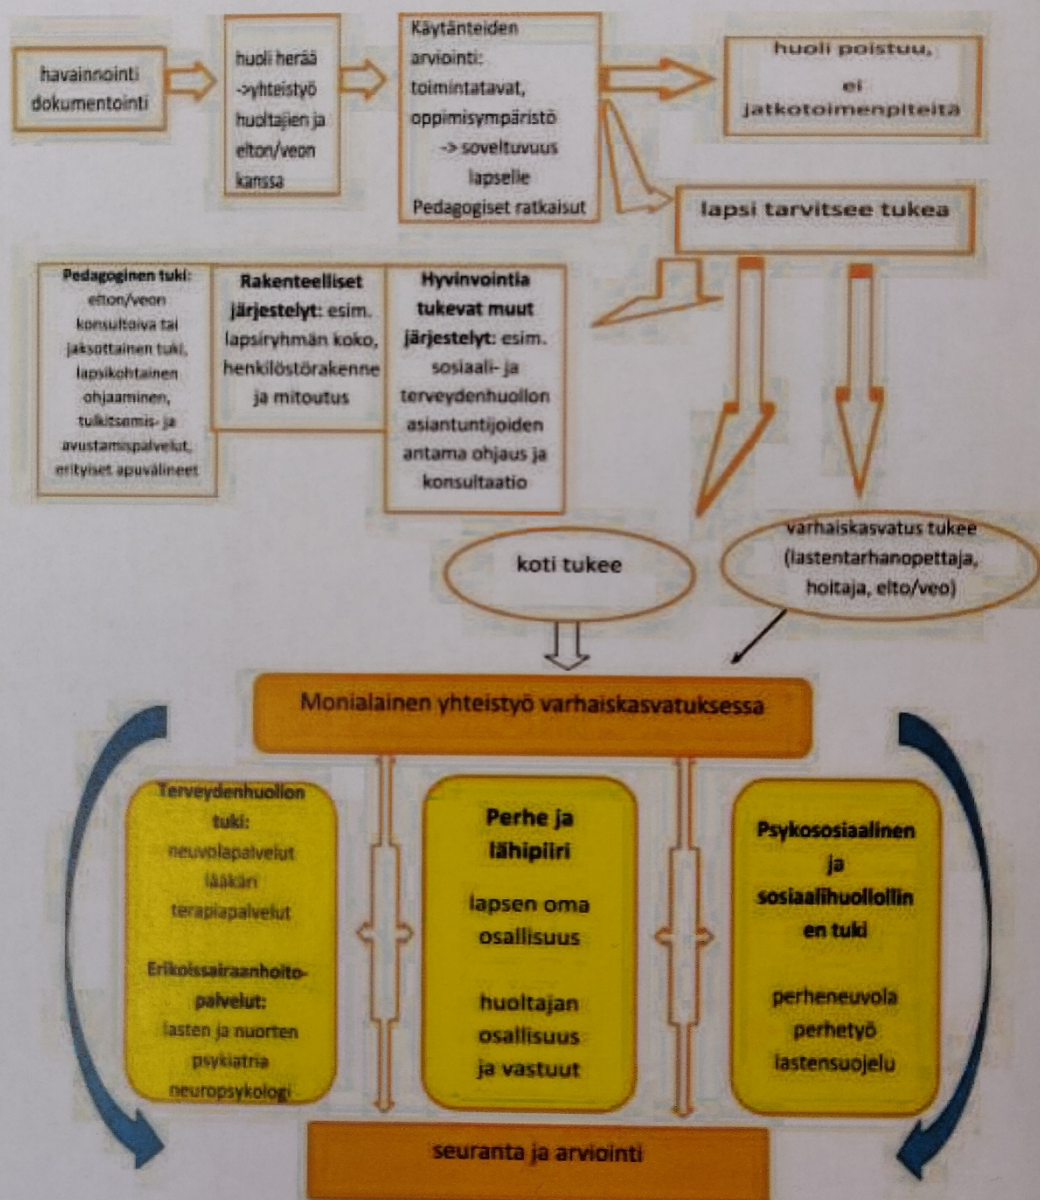 havainnointi
dokumentointi
huoli herää
->yhteistyö
huoltajien ja
elton/veon
kanssa
Käytänteiden
arviointi:
toimintatavat,
oppimisympäristö
-> soveltuvuus
lapselle
Pedagogiset ratkaisut
huoli poistuu,
ei
jatkotoimenpiteitä
lapsi tarvitsee tukea
Pedagoginen tuki:
elton/veon
konsultoiva tai
jaksottainen tuki,
lapsikohtainen
ohjaaminen,
tulkitsemis- ja
avustamispalvelut,
erityiset apuvälineet
Rakenteelliset
järjestelyt: esim.
lapsiryhmän koko,
henkilöstörakenne
ja mitoutus
Hyvinvointia
tukevat muut
järjestelyt: esim.
sosiaali- ja
terveydenhuollon
asiantuntijoiden
antama ohjaus ja
konsultaatio
koti tukee
varhaiskasvatus tukee
(lastentarhanopettaja,
hoitaja, elto/veo)
Monialainen yhteistyö varhaiskasvatuksessa
Terveydenhuollon
tuki:
neuvolapalvelut
lääkäri
terapiapalvelut
Erikoissairaanhoito-
palvelut:
lasten ja nuorten
psykiatria
neuropsykologi
Perhe ja
lähipiiri
lapsen oma
osallisuus
huoltajan
osallisuus
ja vastuut
Psykososiaalinen
ja
sosiaalihuollollin
en tuki
perheneuvola
perhetyö
lastensuojelu
seuranta ja arviointi